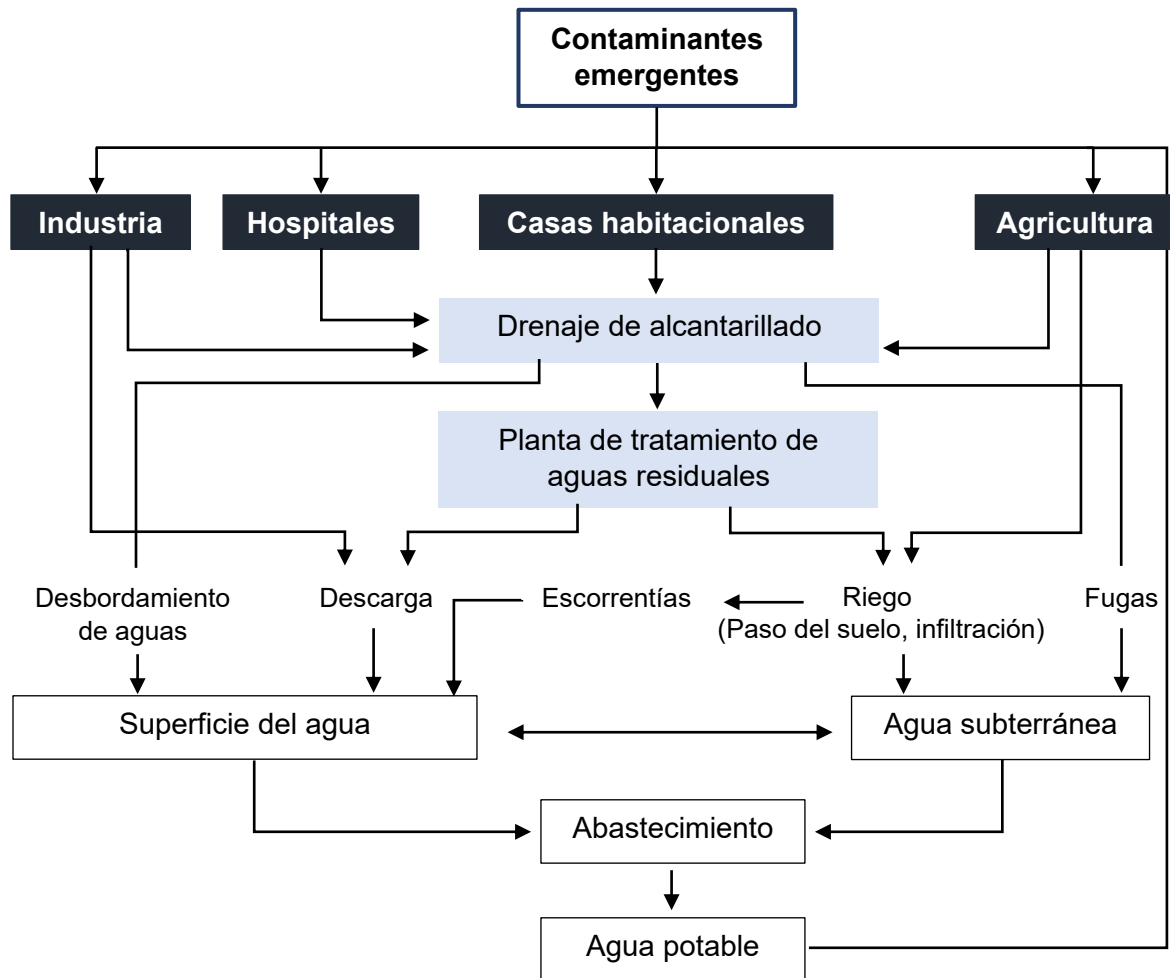 Contaminantes
emergentes
Industria
Hospitales
Casas habitacionales
Agricultura
Drenaje de alcantarillado
Planta de tratamiento de
aguas residuales
Desbordamiento
de aguas
Descarga
Escorrentías
Riego
(Paso del suelo, infiltración)
Fugas
Superficie del agua
Agua subterránea
Abastecimiento
Agua potable